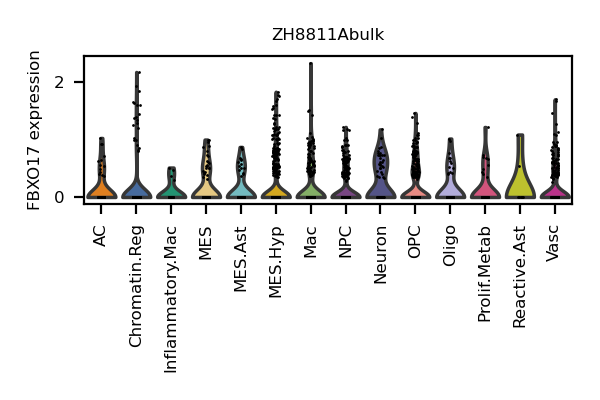 ZH8811Abulk
FBXO17 expression
2
0
AC
Chromatin.Reg
Inflammatory.Mac
MES
MES.Ast
MES.Hyp
Mac
NPC
Neuron
OPC
Oligo
Prolif.Metab
Reactive.Ast
Vasc